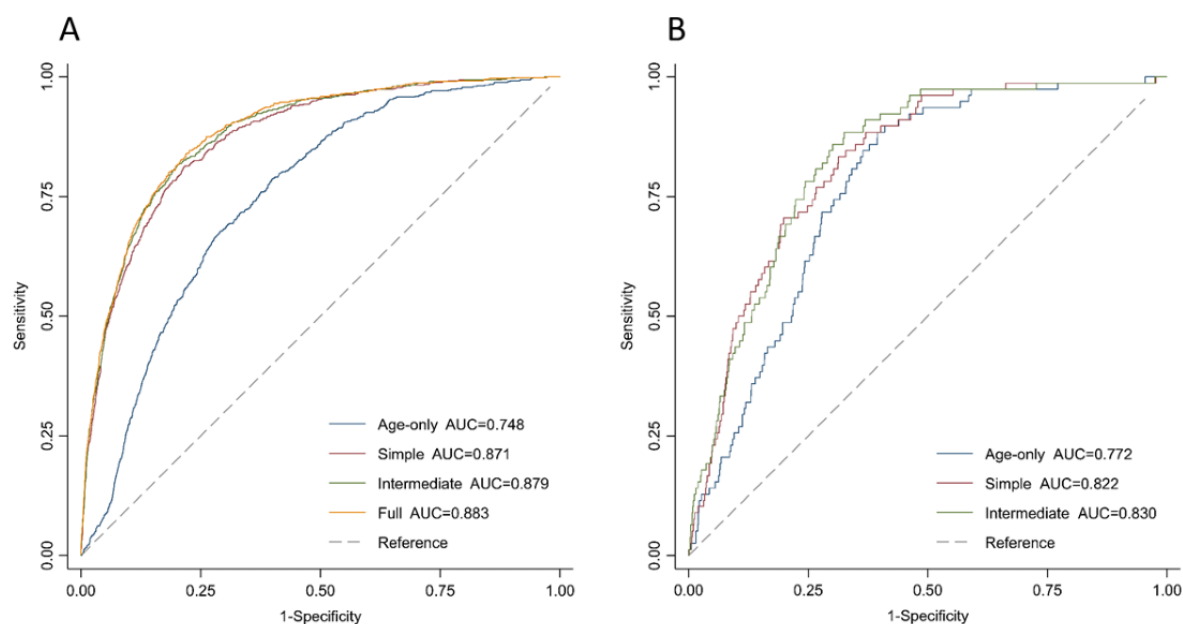 A
1.00
0.75
0.50
0.25
0.00
Sensitivity
Age-only AUC=0.748
Simple AUC=0.871
Intermediate AUC=0.879
Full AUC=0.883
Reference
0.00 0.25 0.50 0.75 1.00
1-Specificity
B
1.00
0.75
0.50
0.25
0.00
Sensitivity
Age-only AUC=0.772
Simple AUC=0.822
Intermediate AUC=0.830
Reference
0.00 0.25 0.50 0.75 1.00
1-Specificity